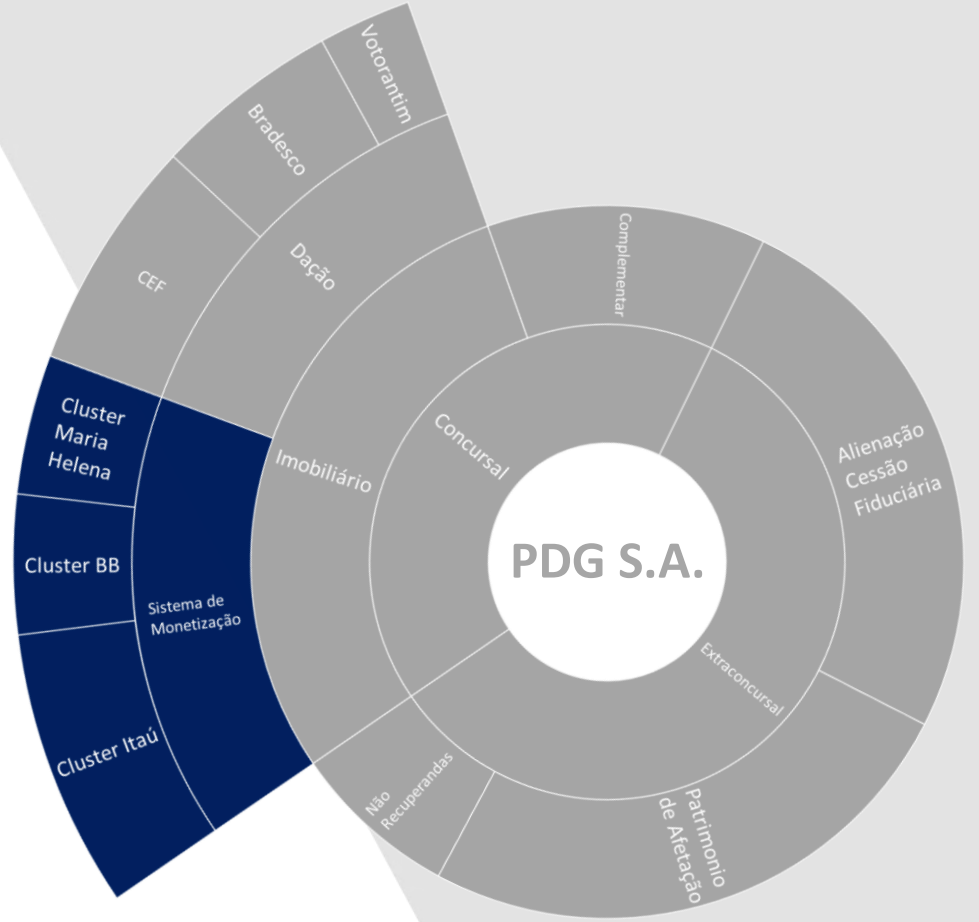 Votorantim
Bradesco
CEF
Dação
Complementar
Concursal
Imobiliário
Alienação
Cessão
Fiduciária
Cluster
Maria
Helena
Cluster BB
Cluster Itaú
Sistema de
Monetização
PDG S.A.
Extraconcursal
Não
Recuperandas
Patrimonio
de Afetação